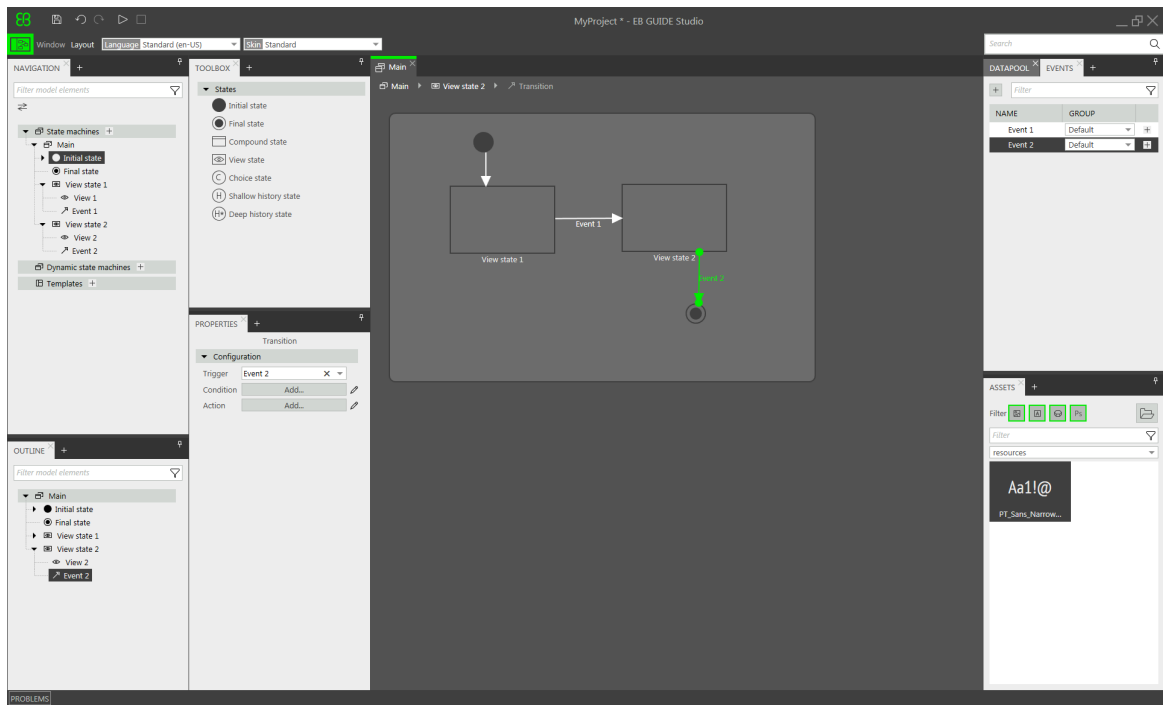 EB
MyProject * - EB GUIDE Studio
Window Layout Language Standard (en-US) Skin Standard
Search
NAVIGATION
Filter model elements
State machines
Main
Initial state
Final state
View state 1
View 1
Event 1
View state 2
View 2
Event 2
Dynamic state machines
Templates
OUTLINE
Filter model elements
Main
Initial state
Final state
View state 1
View state 2
View 2
Event 2
PROBLEMS
TOOLBOX
States
Initial state
Final state
Compound state
View state
C Choice state
H Shallow history state
H* Deep history state
PROPERTIES
Transition
Configuration
Trigger Event 2
Condition Add...
Action Add...
Main
Main View state 2 Transition
Event 1
View state 1
View state 2
Event 2
DATAPOOL EVENTS
Filter
NAME GROUP
Event 1 Default
Event 2 Default
ASSETS
Filter A Ps
Filter
resources
Aa1!@
PT_Sans_Narrow...